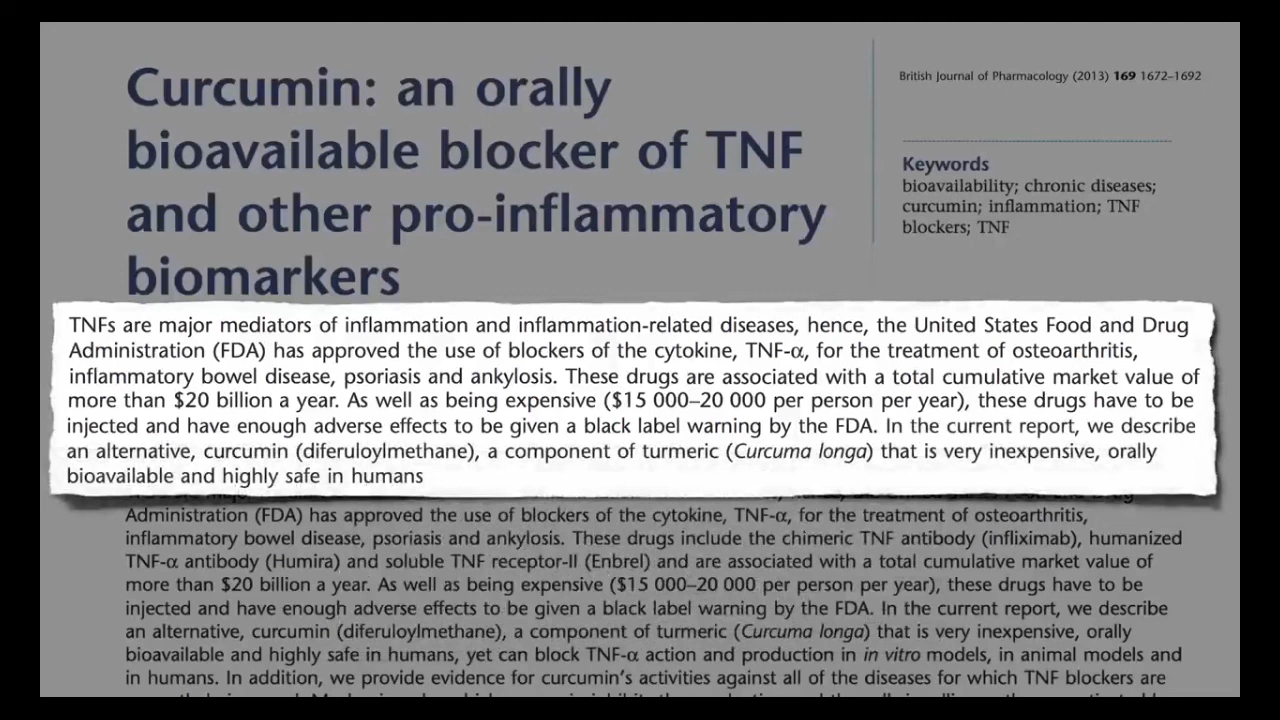 Curcumin: an orally
bioavailable blocker of TNF
and other pro-inflammatory
biomarkers
British Journal of Pharmacology (2013) 169 1672–1692
Keywords
bioavailability; chronic diseases;
curcumin; inflammation; TNF
blockers; TNF
TNFs are major mediators of inflammation and inflammation-related diseases, hence, the United States Food and Drug
Administration (FDA) has approved the use of blockers of the cytokine, TNF-α, for the treatment of osteoarthritis,
inflammatory bowel disease, psoriasis and ankylosis. These drugs are associated with a total cumulative market value of
more than $20 billion a year. As well as being expensive ($15 000–20 000 per person per year), these drugs have to be
injected and have enough adverse effects to be given a black label warning by the FDA. In the current report, we describe
an alternative, curcumin (diferuloylmethane), a component of turmeric (Curcuma longa) that is very inexpensive, orally
bioavailable and highly safe in humans
Administration (FDA) has approved the use of blockers of the cytokine, TNF-α, for the treatment of osteoarthritis,
inflammatory bowel disease, psoriasis and ankylosis. These drugs include the chimeric TNF antibody (infliximab), humanized
TNF-α antibody (Humira) and soluble TNF receptor-II (Enbrel) and are associated with a total cumulative market value of
more than $20 billion a year. As well as being expensive ($15 000–20 000 per person per year), these drugs have to be
injected and have enough adverse effects to be given a black label warning by the FDA. In the current report, we describe
an alternative, curcumin (diferuloylmethane), a component of turmeric (Curcuma longa) that is very inexpensive, orally
bioavailable and highly safe in humans, yet can block TNF-α action and production in in vitro models, in animal models and
in humans. In addition, we provide evidence for curcumin's activities against all of the diseases for which TNF blockers are